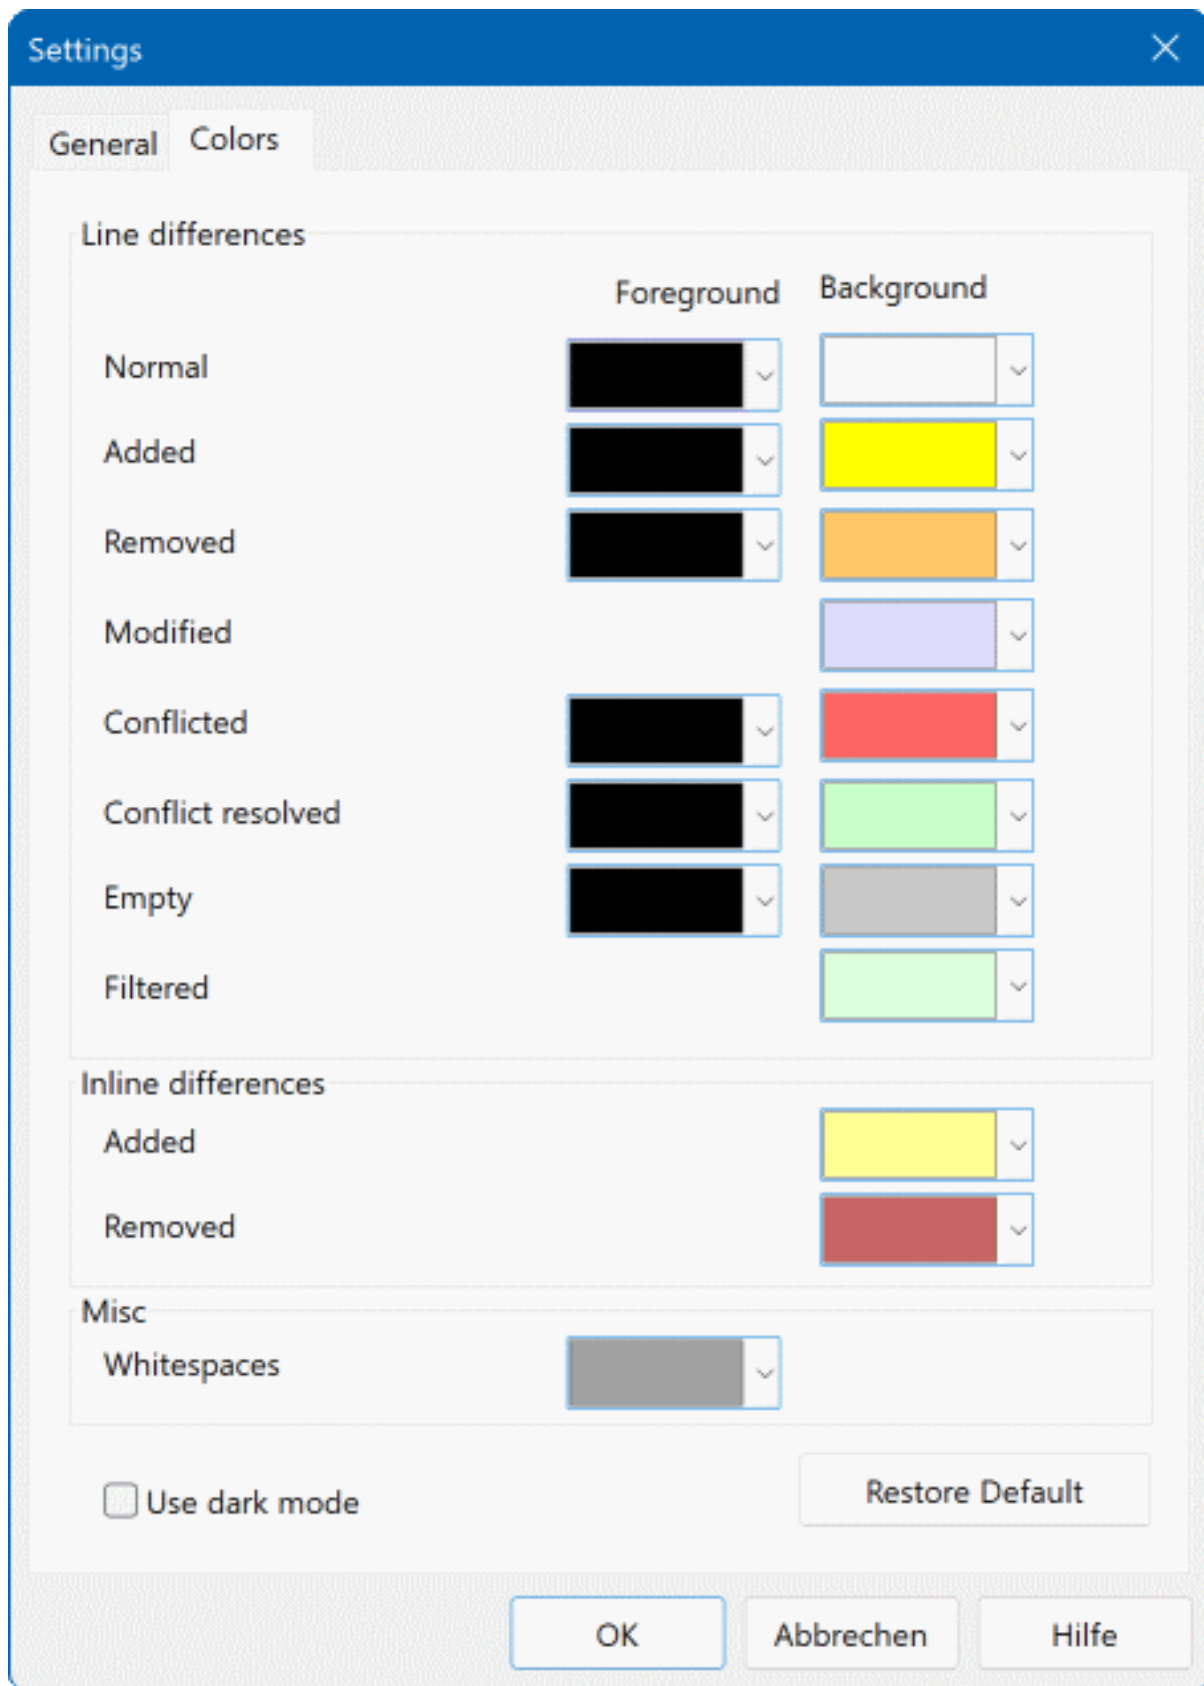 Settings
General Colors
Line differences
Foreground Background
Normal
Added
Removed
Modified
Conflicted
Conflict resolved
Empty
Filtered
Inline differences
Added
Removed
Misc
Whitespaces
Use dark mode Restore Default
OK Abbrechen Hilfe